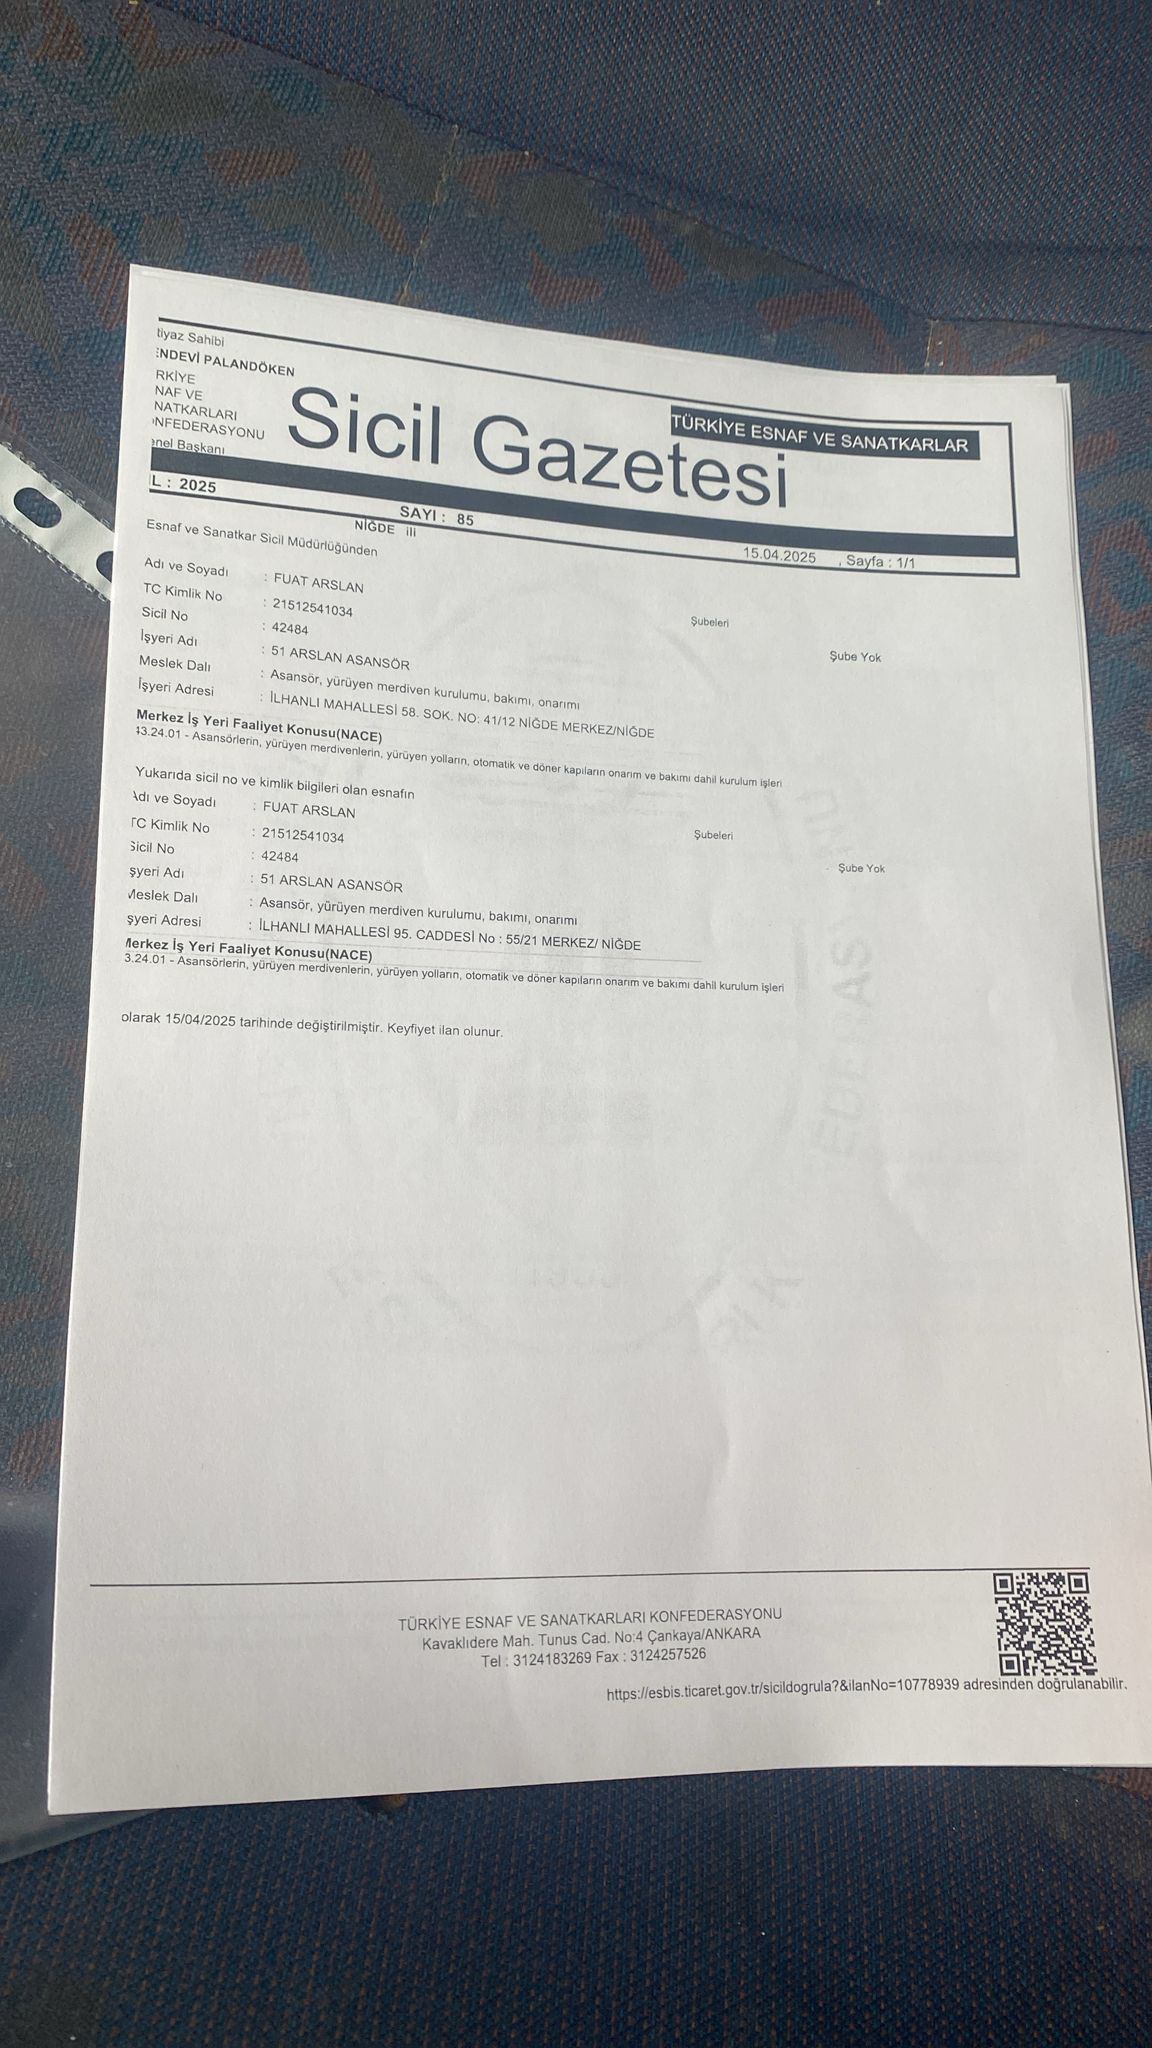 tiyaz Sahibi
ENDEVİ PALANDÖKEN
RKİYE
NAF VE
NATKARLARI
ONFEDERASYONU
enel Başkanı
Sicil Gazetesi
TÜRKİYE ESNAF VE SANATKARLAR
L : 2025
SAYI : 85
15.04.2025 , Sayfa : 1/1
NİĞDE ili
Esnaf ve Sanatkar Sicil Müdürlüğünden
Adı ve Soyadı : FUAT ARSLAN
TC Kimlik No : 21512541034
Şubeleri
Sicil No : 42484
Şube Yok
İşyeri Adı : 51 ARSLAN ASANSÖR
Meslek Dalı : Asansör, yürüyen merdiven kurulumu, bakımı, onarımı
İşyeri Adresi : İLHANLI MAHALLESİ 58. SOK. NO: 41/12 NİĞDE MERKEZ/NİĞDE
Merkez İş Yeri Faaliyet Konusu(NACE)
43.24.01 - Asansörlerin, yürüyen merdivenlerin, yürüyen yolların, otomatik ve döner kapıların onarım ve bakımı dahil kurulum işleri
Yukarıda sicil no ve kimlik bilgileri olan esnafın
Adı ve Soyadı : FUAT ARSLAN
TC Kimlik No : 21512541034
Şubeleri
Sicil No : 42484
Şube Yok
şyeri Adı : 51 ARSLAN ASANSÖR
Meslek Dalı : Asansör, yürüyen merdiven kurulumu, bakımı, onarımı
şyeri Adresi : İLHANLI MAHALLESİ 95. CADDESİ No : 55/21 MERKEZ/ NİĞDE
Merkez İş Yeri Faaliyet Konusu(NACE)
3.24.01 - Asansörlerin, yürüyen merdivenlerin, yürüyen yolların, otomatik ve döner kapıların onarım ve bakımı dahil kurulum işleri
olarak 15/04/2025 tarihinde değiştirilmiştir. Keyfiyet ilan olunur.
TÜRKİYE ESNAF VE SANATKARLARI KONFEDERASYONU
Kavaklıdere Mah. Tunus Cad. No:4 Çankaya/ANKARA
Tel : 3124183269 Fax : 3124257526
https://esbis.ticaret.gov.tr/sicildogrula?&ilanNo=10778939 adresinden doğrulanabilir.